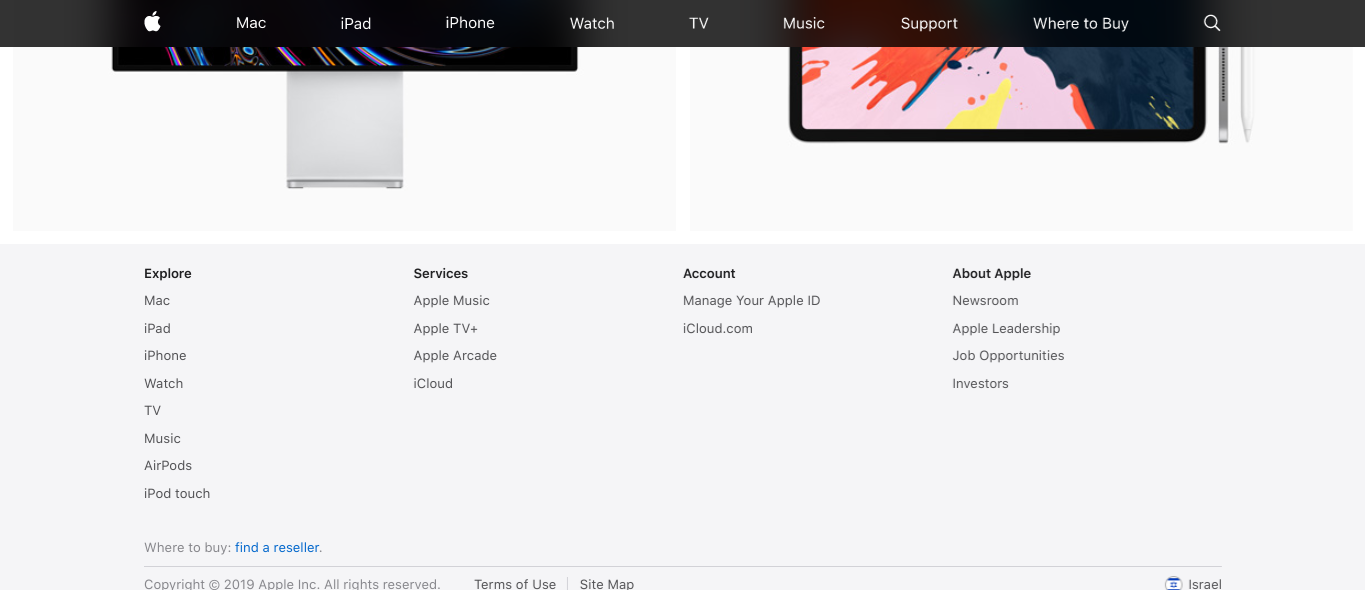 Mac iPad iPhone Watch TV Music Support Where to Buy
Explore
Mac
iPad
iPhone
Watch
TV
Music
AirPods
iPod touch
Services
Apple Music
Apple TV+
Apple Arcade
iCloud
Account
Manage Your Apple ID
iCloud.com
About Apple
Newsroom
Apple Leadership
Job Opportunities
Investors
Where to buy: find a reseller.
Copyright © 2019 Apple Inc. All rights reserved. Terms of Use Site Map Israel